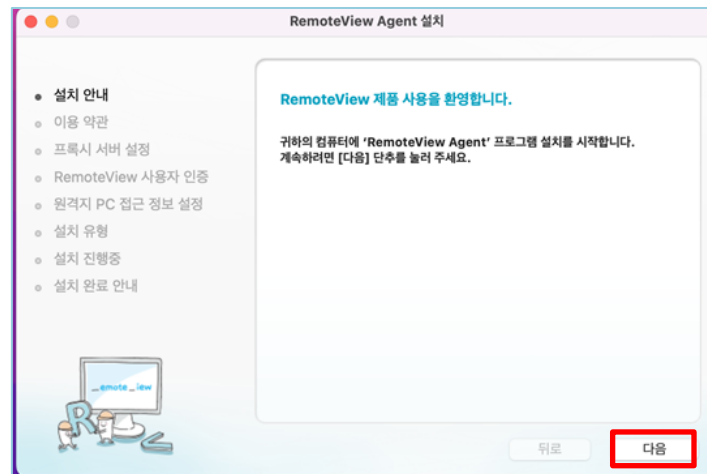 RemoteView Agent 설치
설치 안내
이용 약관
프록시 서버 설정
RemoteView 사용자 인증
원격지 PC 접근 정보 설정
설치 유형
설치 진행중
설치 완료 안내
RemoteView 제품 사용을 환영합니다.
귀하의 컴퓨터에 ‘RemoteView Agent’ 프로그램 설치를 시작합니다.
계속하려면 [다음] 단추를 눌러 주세요.
_emote_iew
R
V
뒤로
다음